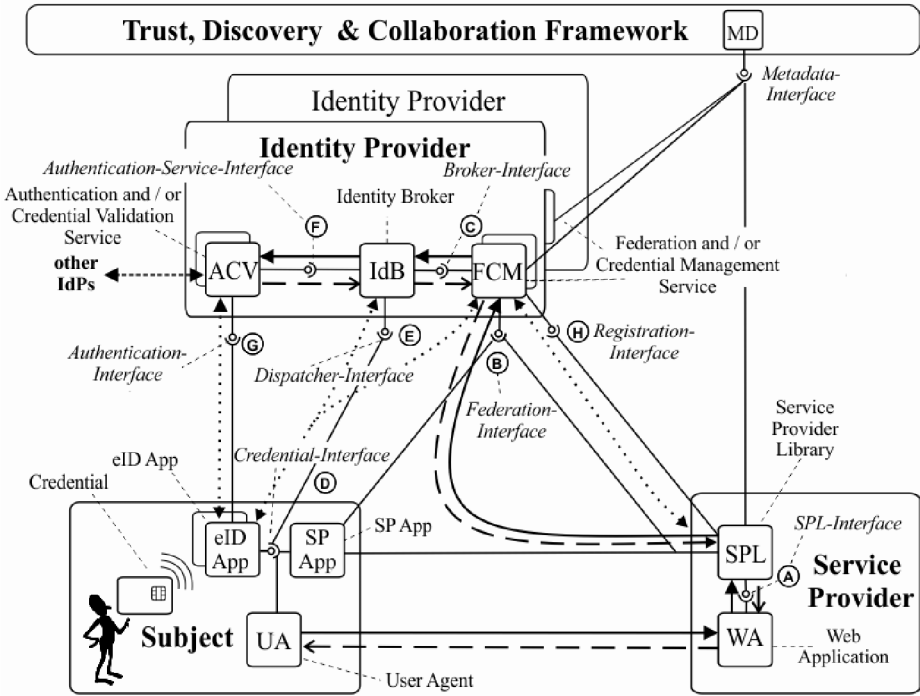 Trust, Discovery & Collaboration Framework
MD
Metadata-
Interface
Identity Provider
Identity Provider
Authentication-Service-Interface
Broker-Interface
Authentication and / or
Credential Validation
Service
Identity Broker
F
C
Federation and / or
Credential Management
Service
other
IdPs
ACV
IdB
FCM
G
E
B
H
Registration-
Interface
Authentication-
Interface
Dispatcher-Interface
Federation-
Interface
Service
Provider
Library
Credential-Interface
eID App
Credential
D
SP App
SPL-Interface
eID
App
SP
App
SPL
A
Service
Provider
Subject
UA
WA
Web
Application
User Agent